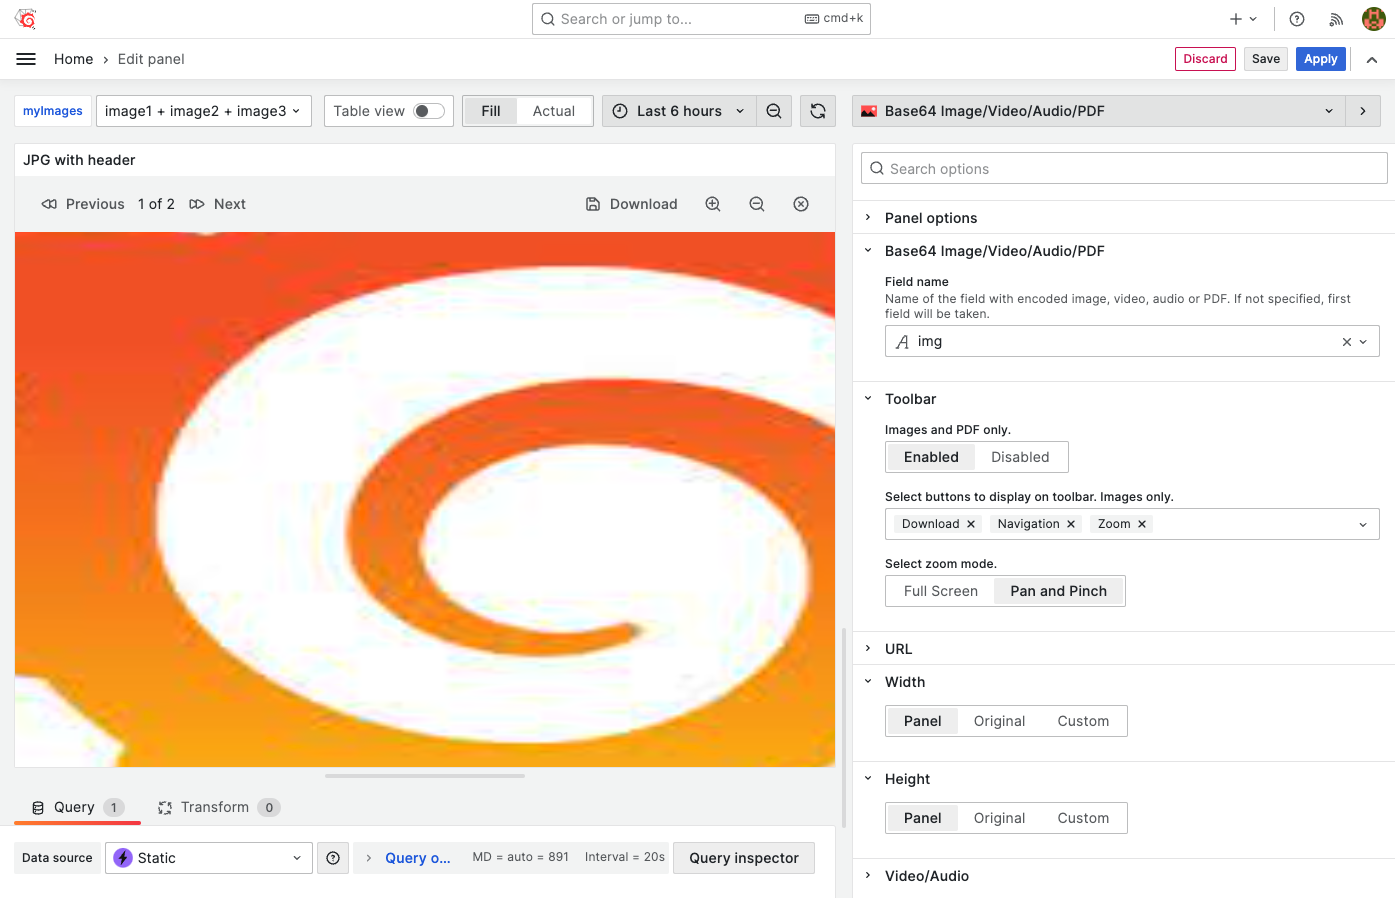 Search or jump to...
cmd+k
Home
Edit panel
Discard
Save
Apply
myImages
image1 + image2 + image3
Table view
Fill
Actual
Last 6 hours
Base64 Image/Video/Audio/PDF
JPG with header
Search options
Previous
1 of 2
Next
Download
Panel options
Base64 Image/Video/Audio/PDF
Field name
Name of the field with encoded image, video, audio or PDF. If not specified, first
field will be taken.
img
Toolbar
Images and PDF only.
Enabled
Disabled
Select buttons to display on toolbar. Images only.
Download
Navigation
Zoom
Select zoom mode.
Full Screen
Pan and Pinch
URL
Width
Panel
Original
Custom
Height
Panel
Original
Custom
Video/Audio
Query 1
Transform 0
Data source
Static
Query o...
MD = auto = 891
Interval = 20s
Query inspector